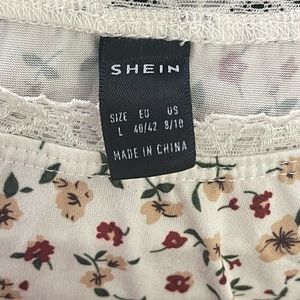 SHEIN
SIZE EU US
L 40/42 8/10
MADE IN CHINA